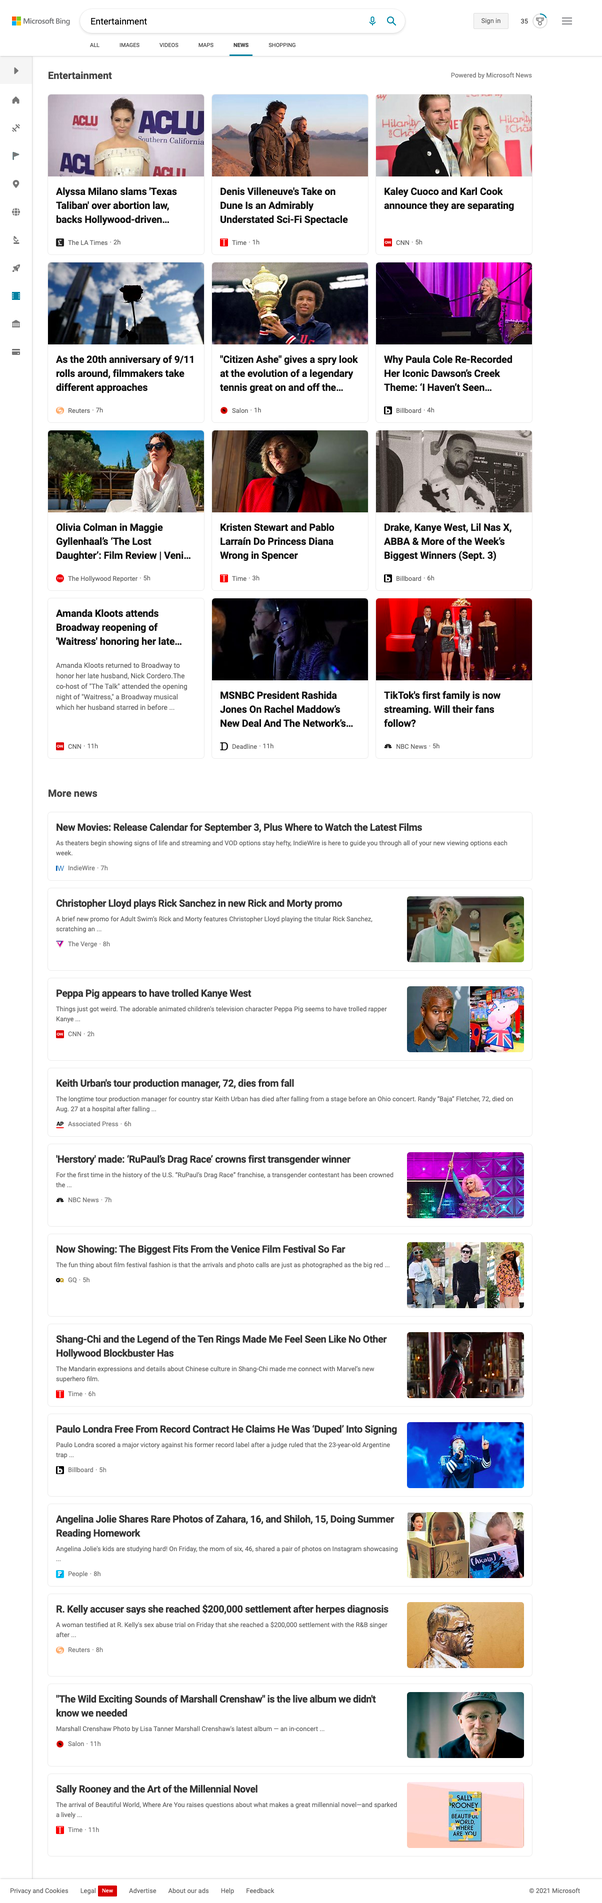 Microsoft Bing
Entertainment
Sign in
35
ALL
IMAGES
VIDEOS
MAPS
NEWS
SHOPPING
Entertainment
Powered by Microsoft News
ACLU
Southern California
ACLU
Southern California
ACLU
Alyssa Milano slams 'Texas
Taliban' over abortion law,
backs Hollywood-driven...
The LA Times · 2h
Denis Villeneuve's Take on
Dune Is an Admirably
Understated Sci-Fi Spectacle
Time · 1h
Kaley Cuoco and Karl Cook
announce they are separating
CNN · 5h
As the 20th anniversary of 9/11
rolls around, filmmakers take
different approaches
Reuters · 7h
"Citizen Ashe" gives a spry look
at the evolution of a legendary
tennis great on and off the...
Salon · 1h
Why Paula Cole Re-Recorded
Her Iconic Dawson's Creek
Theme: 'I Haven't Seen...
Billboard · 4h
Olivia Colman in Maggie
Gyllenhaal's 'The Lost
Daughter': Film Review | Veni...
The Hollywood Reporter · 5h
Kristen Stewart and Pablo
Larraín Do Princess Diana
Wrong in Spencer
Time · 3h
Drake, Kanye West, Lil Nas X,
ABBA & More of the Week's
Biggest Winners (Sept. 3)
Billboard · 6h
Amanda Kloots attends
Broadway reopening of
'Waitress' honoring her late...
Amanda Kloots returned to Broadway to
honor her late husband, Nick Cordero.The
co-host of "The Talk" attended the opening
night of "Waitress," a Broadway musical
which her husband starred in before ...
CNN · 11h
MSNBC President Rashida
Jones On Rachel Maddow's
New Deal And The Network's...
Deadline · 11h
TikTok's first family is now
streaming. Will their fans
follow?
NBC News · 5h
More news
New Movies: Release Calendar for September 3, Plus Where to Watch the Latest Films
As theaters begin showing signs of life and streaming and VOD options stay hefty, IndieWire is here to guide you through all of your new viewing options each
week.
IndieWire · 7h
Christopher Lloyd plays Rick Sanchez in new Rick and Morty promo
A brief new promo for Adult Swim's Rick and Morty features Christopher Lloyd playing the titular Rick Sanchez,
scratching an ...
The Verge · 8h
Peppa Pig appears to have trolled Kanye West
Things just got weird. The adorable animated children's television character Peppa Pig seems to have trolled rapper
Kanye ...
CNN · 2h
Keith Urban's tour production manager, 72, dies from fall
The longtime tour production manager for country star Keith Urban has died after falling from a stage before an Ohio concert. Randy "Baja" Fletcher, 72, died on
Aug. 27 at a hospital after falling ...
AP Associated Press · 6h
'Herstory' made: 'RuPaul's Drag Race' crowns first transgender winner
For the first time in the history of the U.S. "RuPaul's Drag Race" franchise, a transgender contestant has been crowned
the ...
NBC News · 7h
Now Showing: The Biggest Fits From the Venice Film Festival So Far
The fun thing about film festival fashion is that the arrivals and photo calls are just as photographed as the big red ...
GQ · 5h
Shang-Chi and the Legend of the Ten Rings Made Me Feel Seen Like No Other
Hollywood Blockbuster Has
The Mandarin expressions and details about Chinese culture in Shang-Chi made me connect with Marvel's new
superhero film.
Time · 6h
Paulo Londra Free From Record Contract He Claims He Was 'Duped' Into Signing
Paulo Londra scored a major victory against his former record label after a judge ruled that the 23-year-old Argentine
trap ...
Billboard · 5h
Angelina Jolie Shares Rare Photos of Zahara, 16, and Shiloh, 15, Doing Summer
Reading Homework
Angelina Jolie's kids are studying hard! On Friday, the mom of six, 46, shared a pair of photos on Instagram showcasing
...
People · 8h
R. Kelly accuser says she reached $200,000 settlement after herpes diagnosis
A woman testified at R. Kelly's sex abuse trial on Friday that she reached a $200,000 settlement with the R&B singer
after ...
Reuters · 8h
"The Wild Exciting Sounds of Marshall Crenshaw" is the live album we didn't
know we needed
Marshall Crenshaw Photo by Lisa Tanner Marshall Crenshaw's latest album — an in-concert ...
Salon · 11h
Sally Rooney and the Art of the Millennial Novel
The arrival of Beautiful World, Where Are You raises questions about what makes a great millennial novel—and sparked
a lively ...
Time · 11h
SALLY
ROONEY
BEAUTIFUL
WORLD,
WHERE
ARE YOU
Privacy and Cookies
Legal
New
Advertise
About our ads
Help
Feedback
© 2021 Microsoft